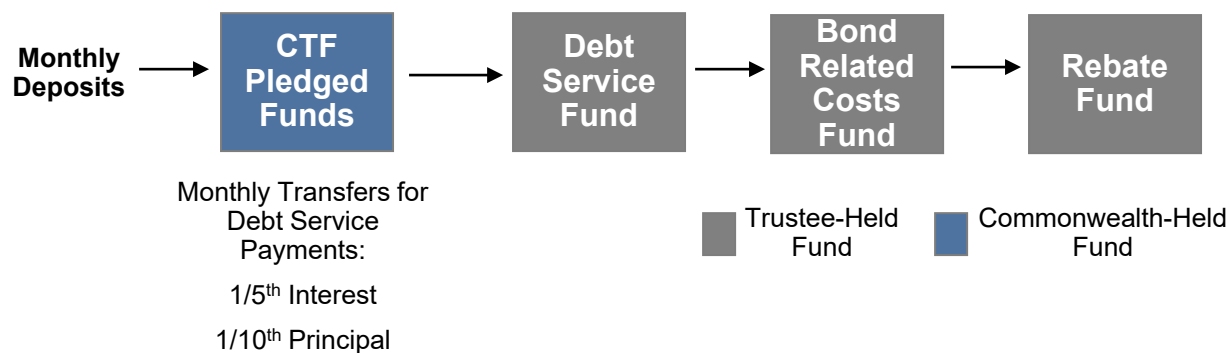 Monthly
Deposits
CTF
Pledged
Funds
Debt
Service
Fund
Bond
Related
Costs
Fund
Rebate
Fund
Monthly Transfers for
Debt Service
Payments:
1/5th Interest
1/10th Principal
Trustee-Held
Fund
Commonwealth-Held
Fund